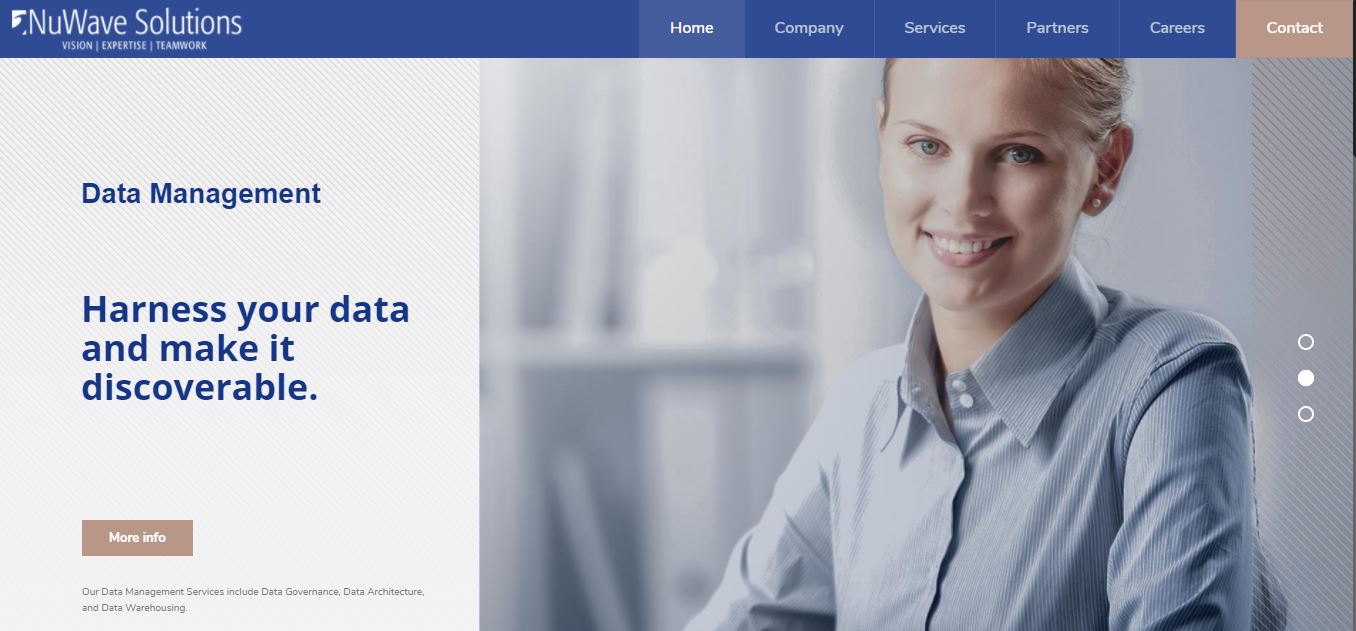 NuWave Solutions
VISION | EXPERTISE | TEAMWORK
Home
Company
Services
Partners
Careers
Contact
Data Management
Harness your data
and make it
discoverable.
More info
Our Data Management Services include Data Governance, Data Architecture,
and Data Warehousing.